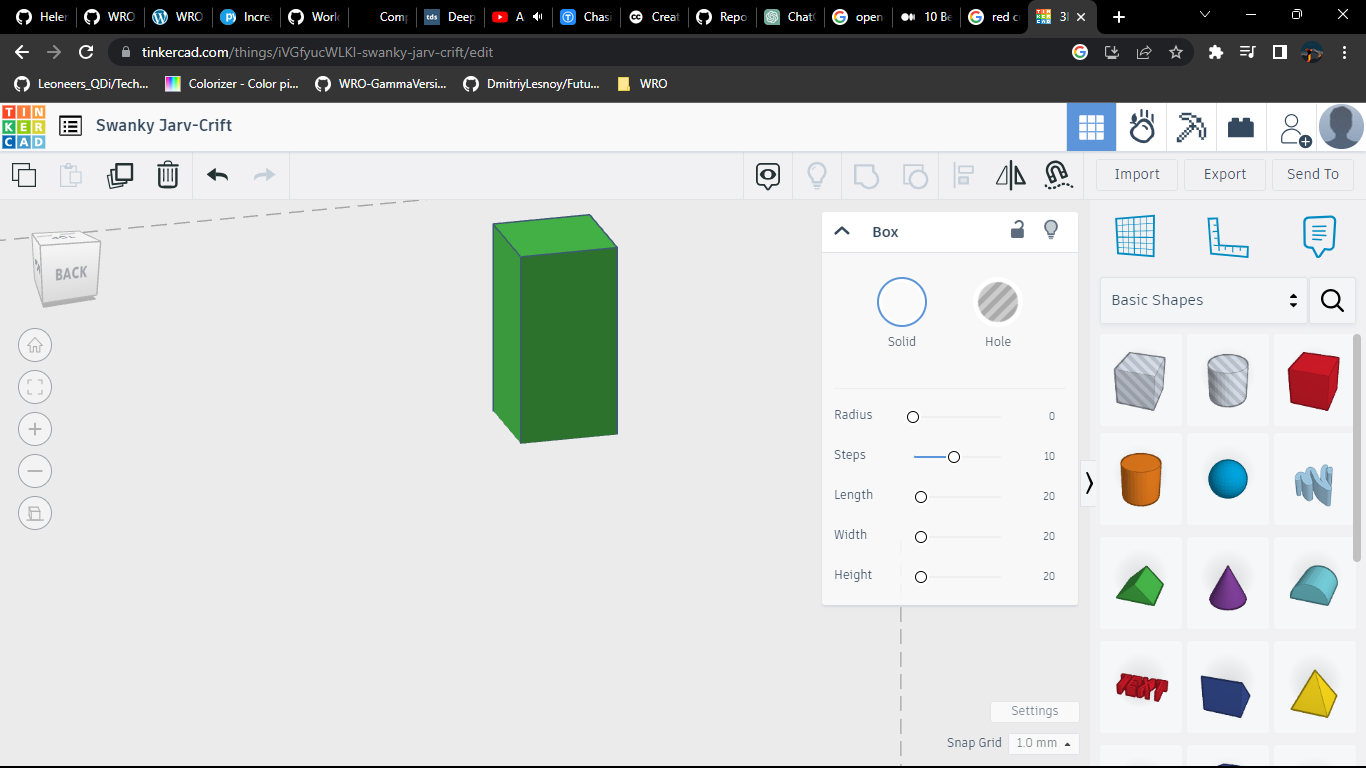 Heler WRO WRO Incre Work Comp tds Deep A Chasi cc Creat Repo Chat open 10 Be red c 3I
tinkercad.com/things/iVGfyucWLKI-swanky-jarv-crift/edit
Leoneers_QDi/Tech... Colorizer - Color pi... WRO-GammaVersi... DmitriyLesnoy/Futu... WRO
TIN
KER
CAD
Swanky Jarv-Crift
Import Export Send To
Box
BACK
Basic Shapes
Solid Hole
Radius 0
Steps 10
Length 20
Width 20
Height 20
TEXT
Settings
Snap Grid 1.0 mm